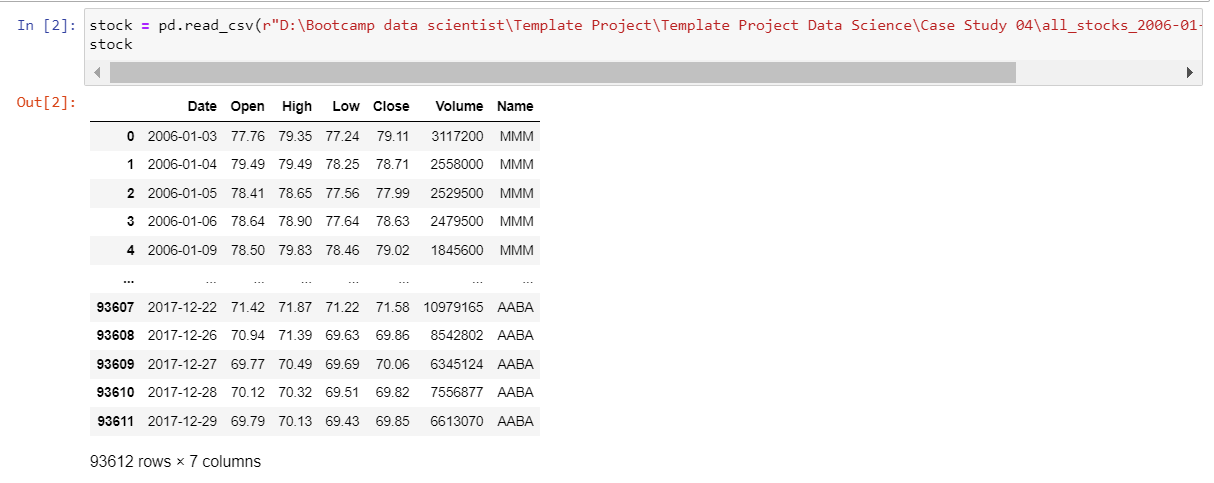 In [2]: stock = pd.read_csv(r"D:\Bootcamp data scientist\Template Project\Template Project Data Science\Case Study 04\all_stocks_2006-01-
stock
Out[2]:
Date Open High Low Close Volume Name
0 2006-01-03 77.76 79.35 77.24 79.11 3117200 MMM
1 2006-01-04 79.49 79.49 78.25 78.71 2558000 MMM
2 2006-01-05 78.41 78.65 77.56 77.99 2529500 MMM
3 2006-01-06 78.64 78.90 77.64 78.63 2479500 MMM
4 2006-01-09 78.50 79.83 78.46 79.02 1845600 MMM
... ... ... ... ... ... ... ...
93607 2017-12-22 71.42 71.87 71.22 71.58 10979165 AABA
93608 2017-12-26 70.94 71.39 69.63 69.86 8542802 AABA
93609 2017-12-27 69.77 70.49 69.69 70.06 6345124 AABA
93610 2017-12-28 70.12 70.32 69.51 69.82 7556877 AABA
93611 2017-12-29 69.79 70.13 69.43 69.85 6613070 AABA
93612 rows × 7 columns